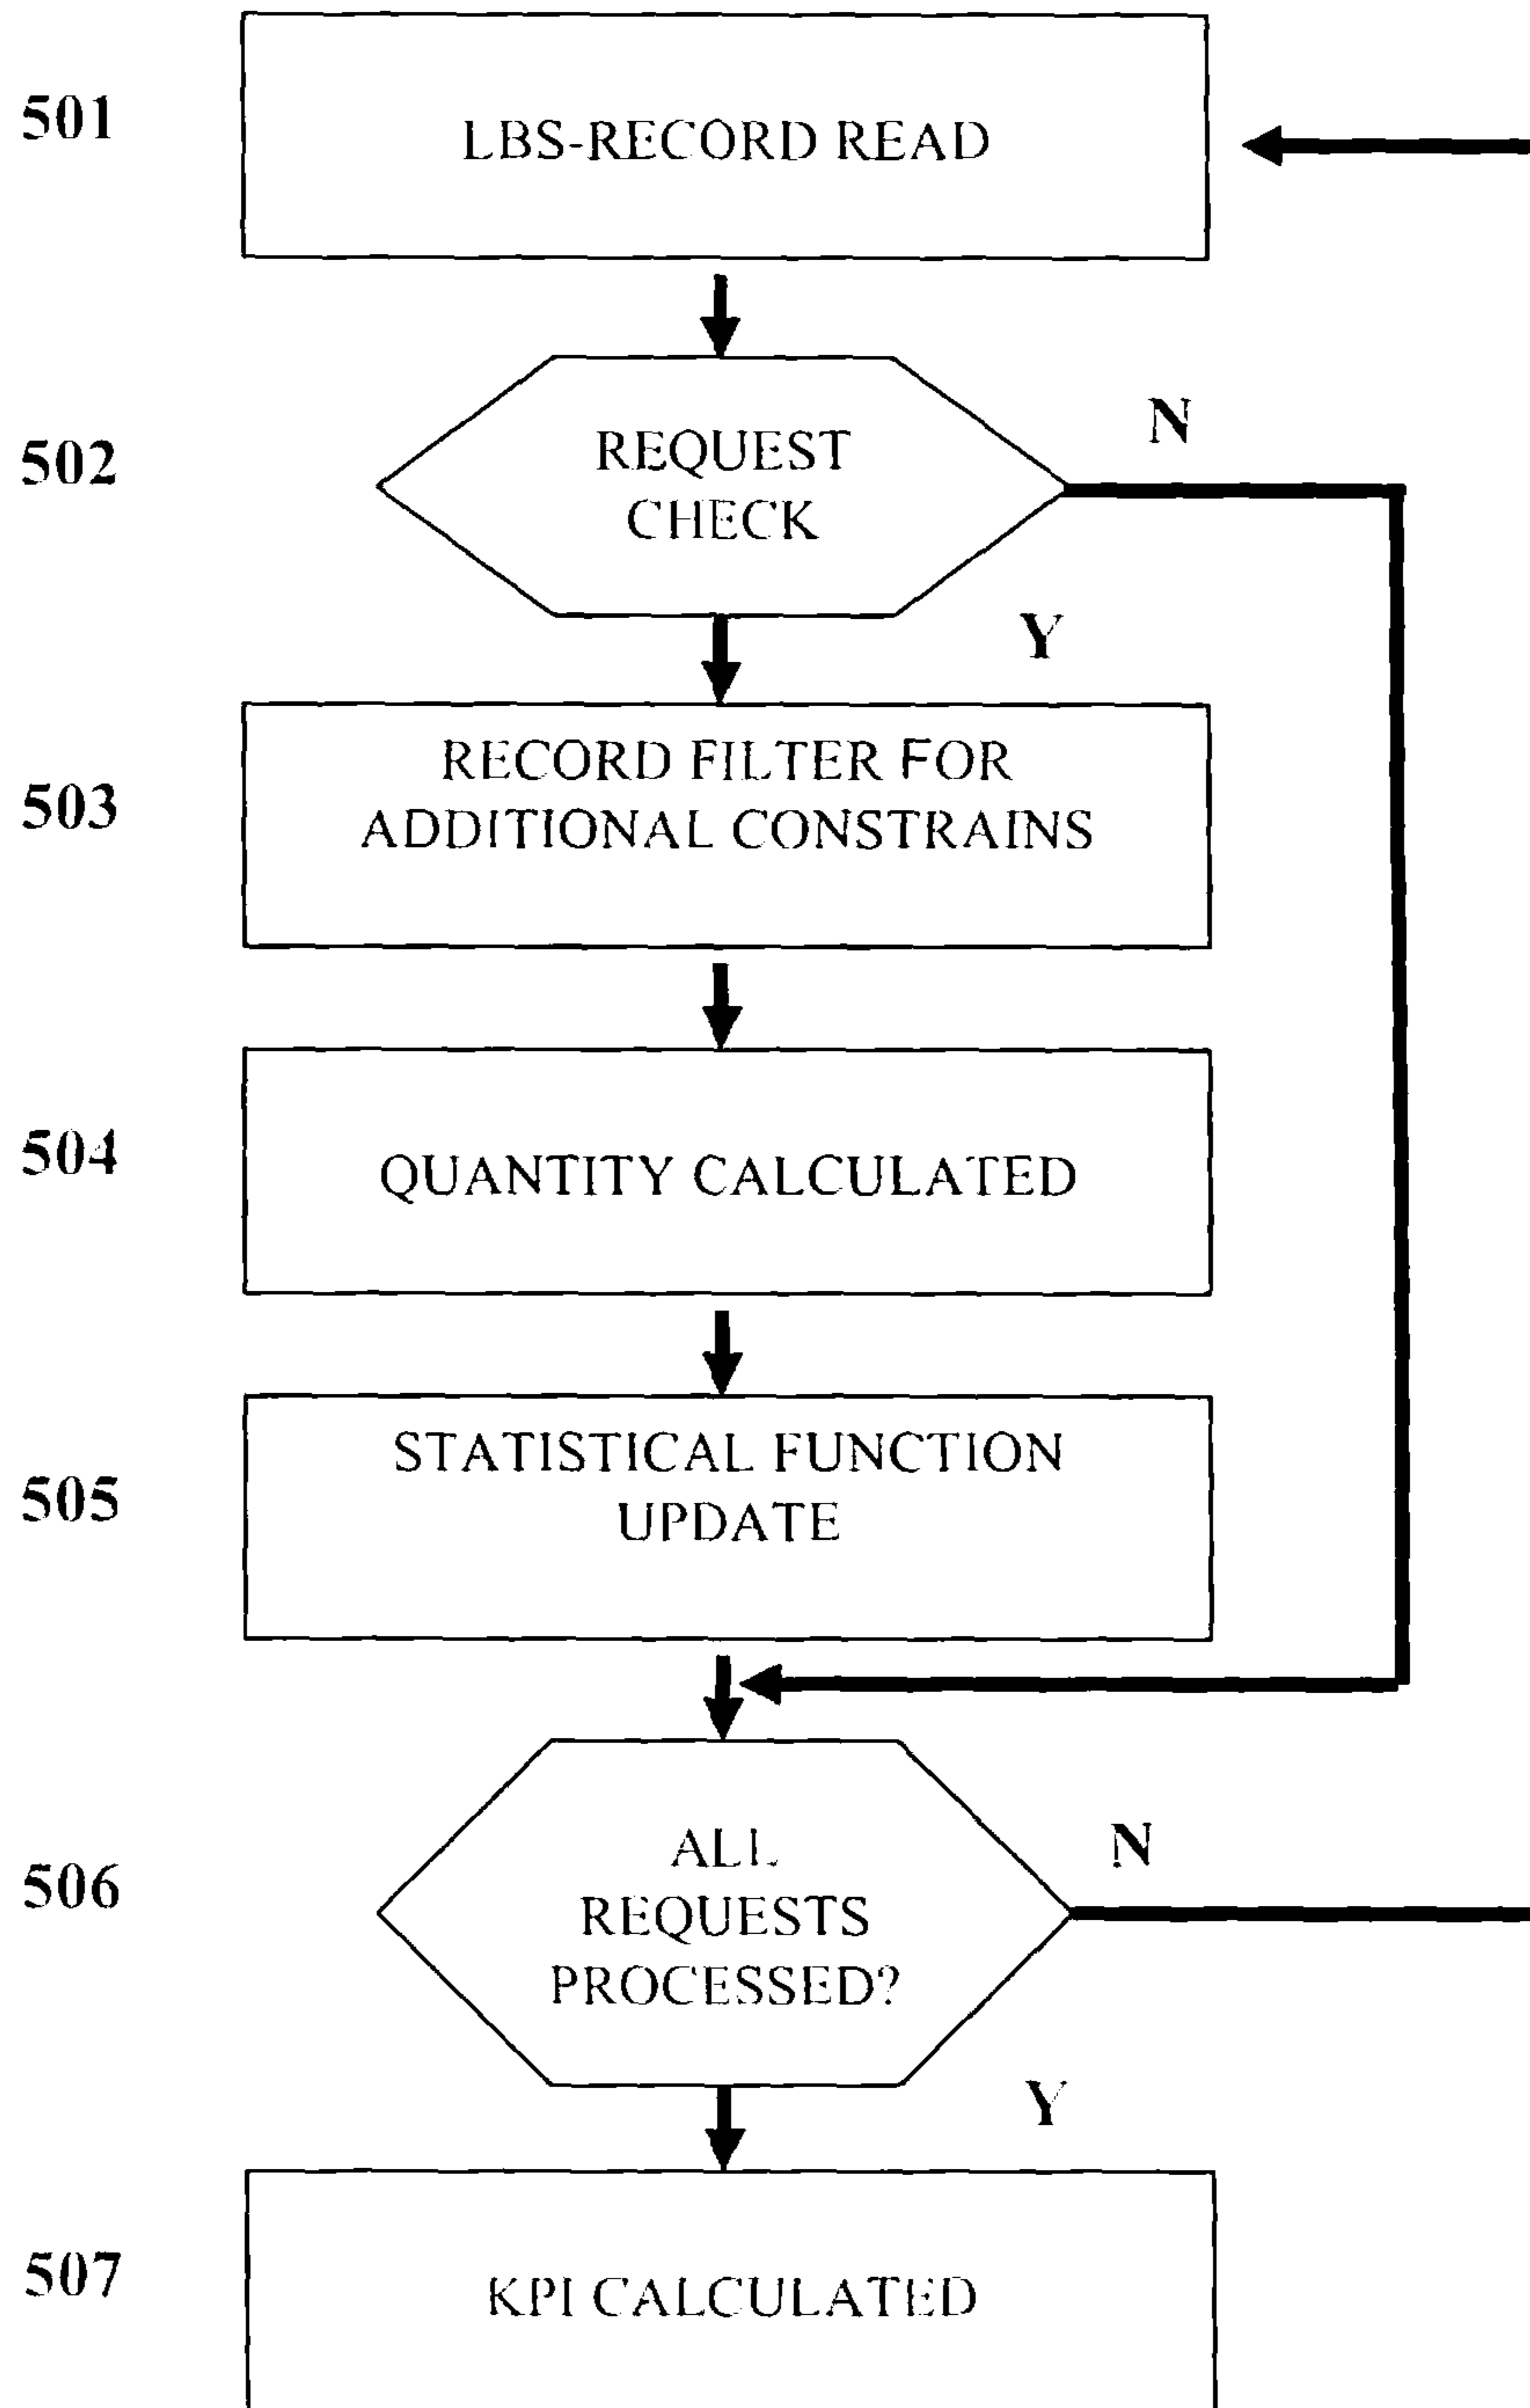 501
LBS-RECORD READ
502
REQUEST
CHECK
N
Y
503
RECORD FILTER FOR
ADDITIONAL CONSTRAINS
504
QUANTITY CALCULATED
505
STATISTICAL FUNCTION
UPDATE
506
ALL
REQUESTS
PROCESSED?
N
Y
507
KPI CALCULATED